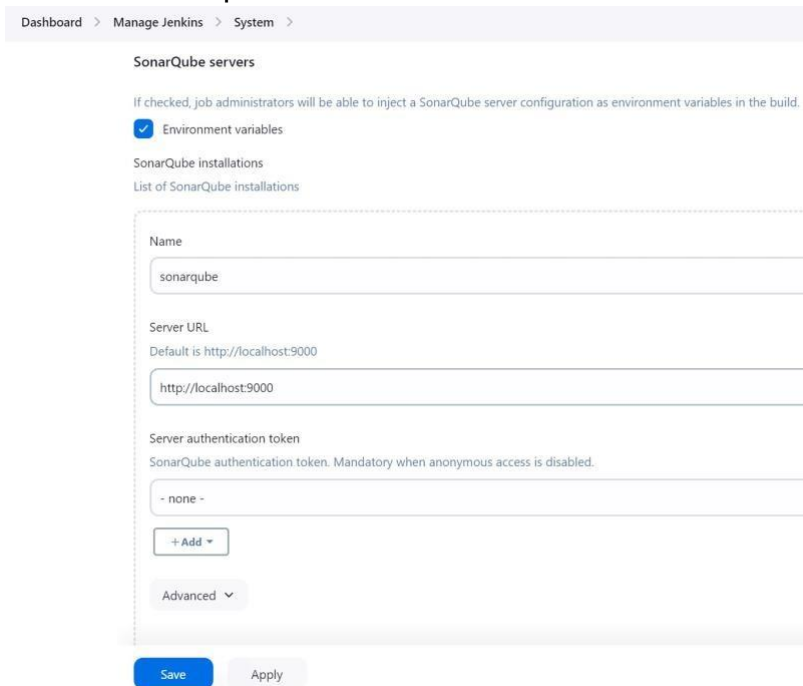 Dashboard > Manage Jenkins > System >
SonarQube servers
If checked, job administrators will be able to inject a SonarQube server configuration as environment variables in the build.
Environment variables
SonarQube installations
List of SonarQube installations
Name
sonarqube
Server URL
Default is http://localhost:9000
http://localhost:9000
Server authentication token
SonarQube authentication token. Mandatory when anonymous access is disabled.
- none -
+ Add
Advanced
Save Apply